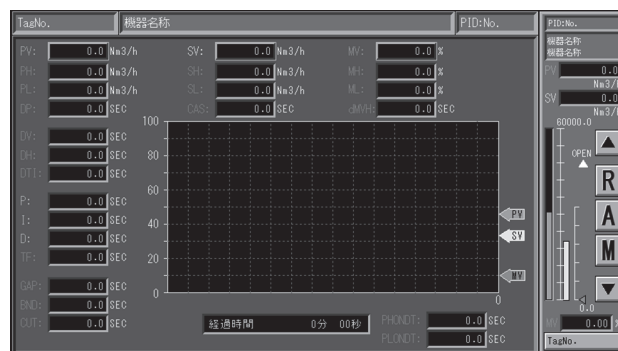 TagNo. 機器名称 PID:No.
PV: 0.0 Nm3/h SV: 0.0 Nm3/h MV: 0.0 %
PH: 0.0 Nm3/h SH: 0.0 Nm3/h MH: 0.0 %
PL: 0.0 Nm3/h SL: 0.0 Nm3/h ML: 0.0 %
DP: 0.0 SEC CAS: 0.0 SEC dMVH: 0.0 SEC
DV: 0.0 SEC
DH: 0.0 SEC
DTI: 0.0 SEC
P: 0.0 SEC
I: 0.0 SEC
D: 0.0 SEC
TF: 0.0 SEC
GAP: 0.0 SEC
BND: 0.0 SEC
CUT: 0.0 SEC
100
80
60
40
20
0
PV
SV
MV
0
経過時間 0分 00秒
PHONDT: 0.0 SEC
PLONDT: 0.0 SEC
PID:No.
機器名称
機器名称
PV 0.0
Nm3/
SV 0.0
Nm3/
60000.0
OPEN
R
A
M
0.0
MV 0.00 %
TagNo.